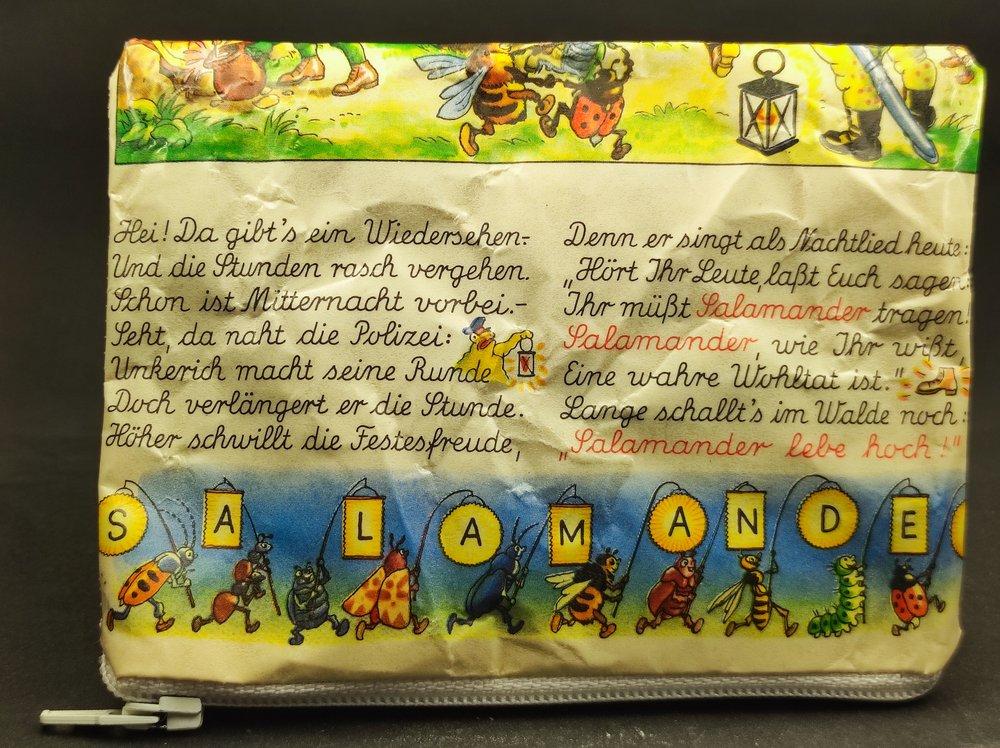 Hei! Da gibt's ein Wiedersehen-
Und die Stunden rasch vergehen.
Schon ist Mitternacht vorbei.-
Seht, da naht die Polizei:
Unkerich macht seine Runde
Doch verlängert er die Stunde.
Höher schwillt die Festesfreude,
Denn er singt als Nachtlied heute:
„Hört Ihr Leute, laßt Euch sagen:
Ihr müßt Salamander tragen!
Salamander, wie Ihr wißt,
Eine wahre Wohltat ist."
Lange schallt's im Walde noch:
„Salamander lebe hoch!"
SALAMANDE